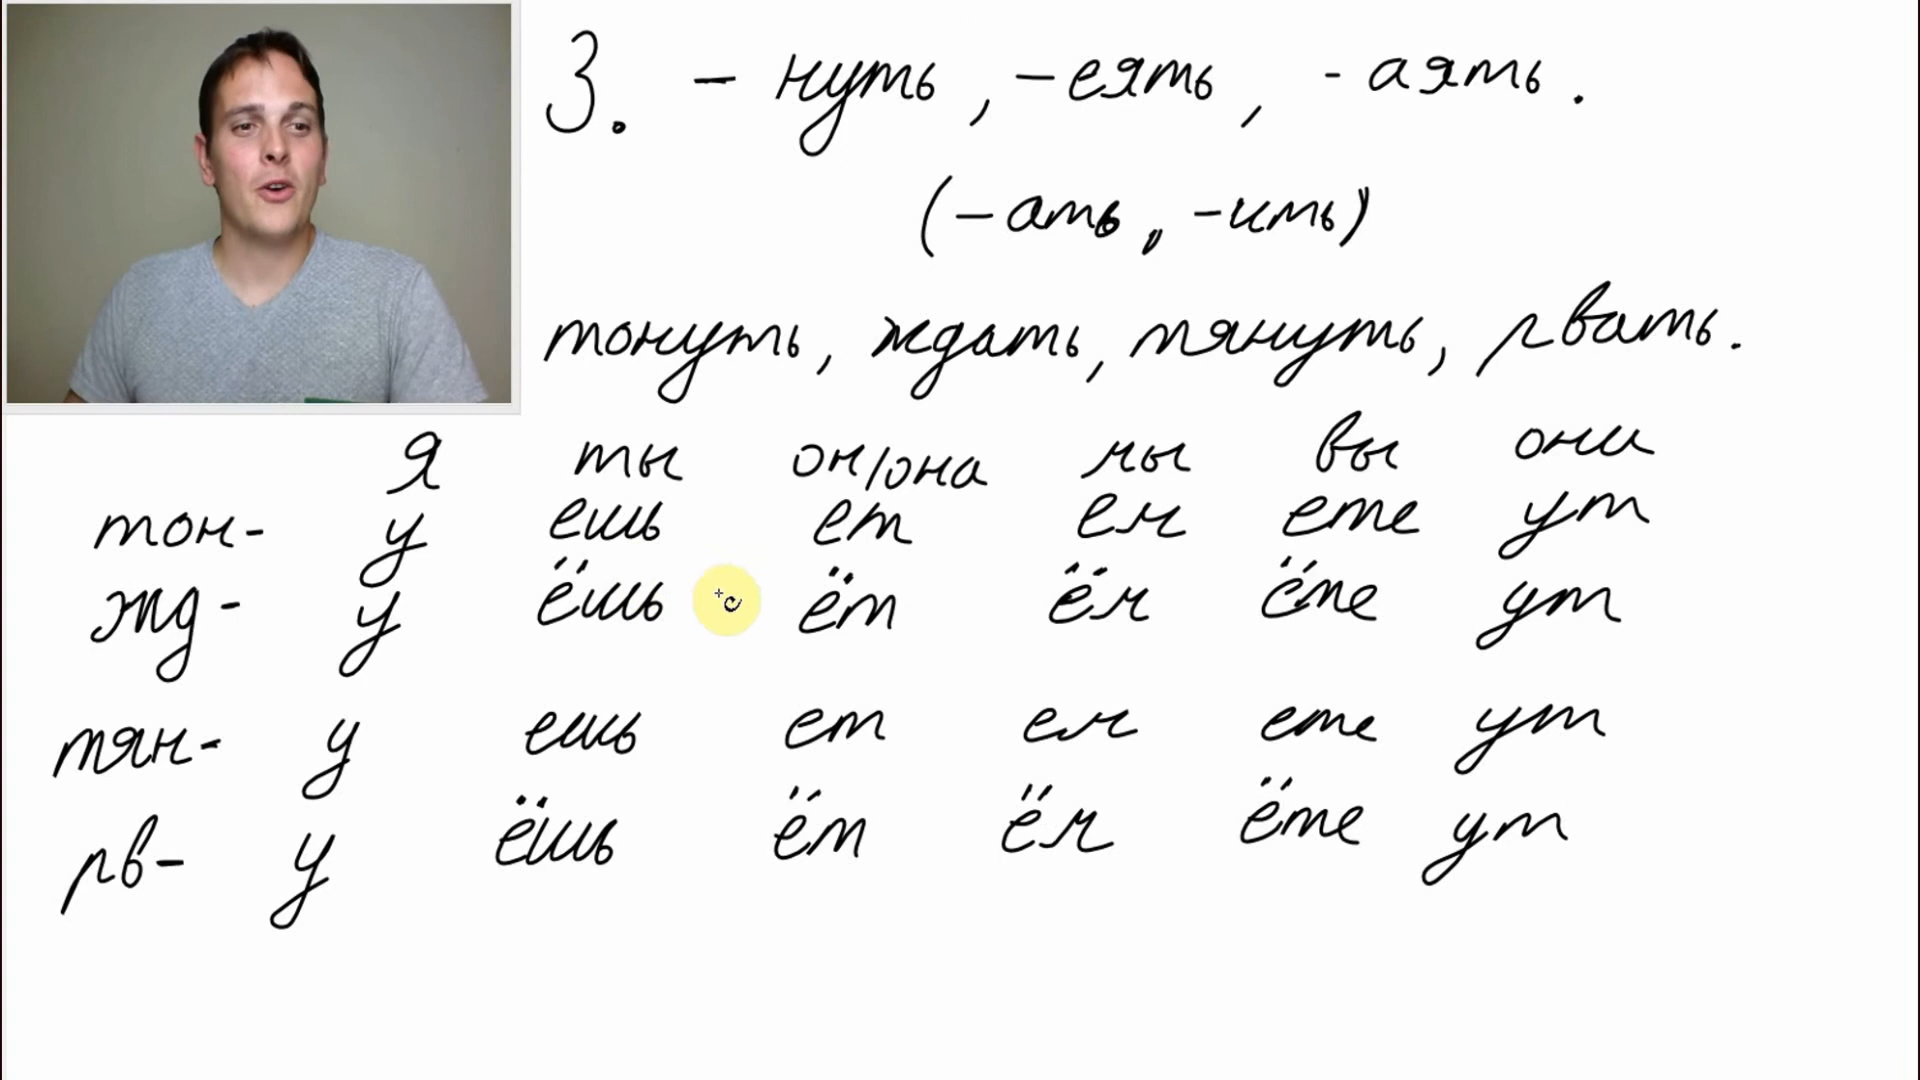 3. - нуть, -еять, -аять.
(-ать, -ить)
тонуть, ждать, тянуть, рвать.
я ты он/она мы вы они
тон- у ешь ет ем ете ут
жд- у ёшь ёт ём ёте ут
тян- у ешь ет ем ете ут
рв- у ёшь ёт ём ёте ут